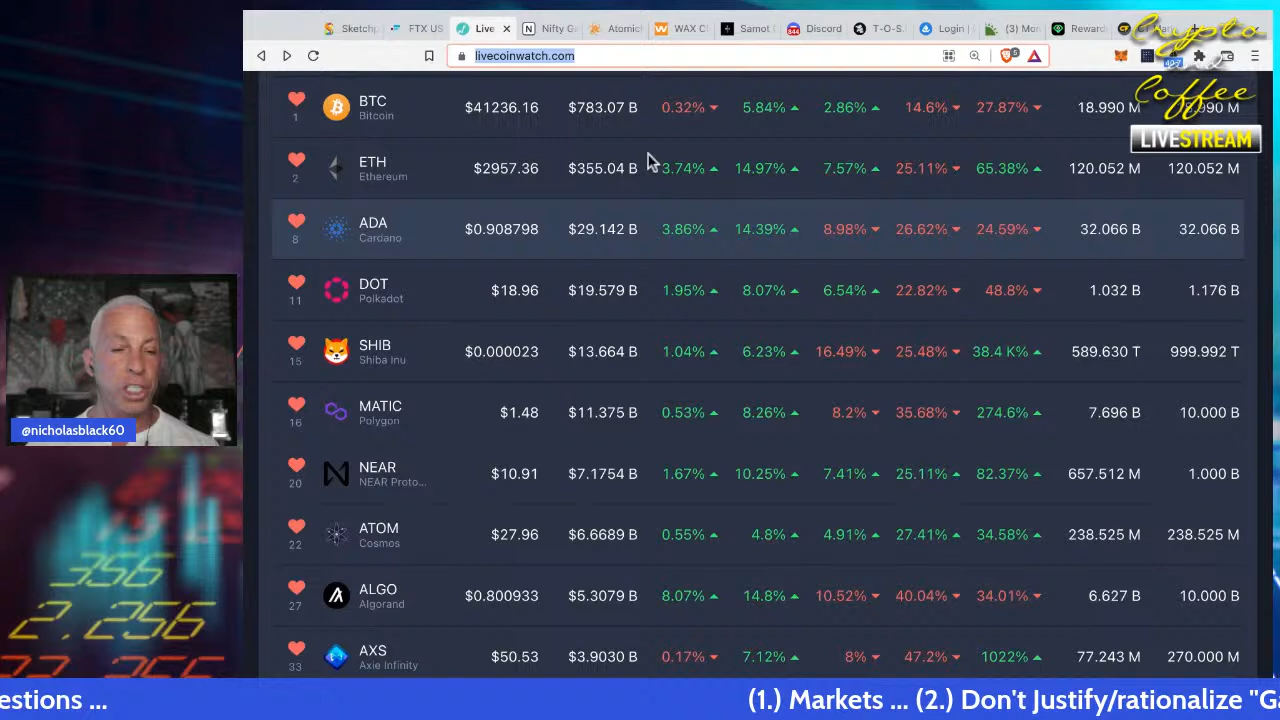 Sketchp
FTX US
Live
Nifty Ga
Atomicl
WAX Cl
Samot (
Discord
T-O-S.
Login |
(3) Mon
Reward
livecoinwatch.com
Crypto
and
Coffee
LIVESTREAM
1 BTC Bitcoin $41236.16 $783.07 B 0.32% 5.84% 2.86% 14.6% 27.87% 18.990 M
2 ETH Ethereum $2957.36 $355.04 B 3.74% 14.97% 7.57% 25.11% 65.38% 120.052 M 120.052 M
8 ADA Cardano $0.908798 $29.142 B 3.86% 14.39% 8.98% 26.62% 24.59% 32.066 B 32.066 B
11 DOT Polkadot $18.96 $19.579 B 1.95% 8.07% 6.54% 22.82% 48.8% 1.032 B 1.176 B
15 SHIB Shiba Inu $0.000023 $13.664 B 1.04% 6.23% 16.49% 25.48% 38.4 K% 589.630 T 999.992 T
16 MATIC Polygon $1.48 $11.375 B 0.53% 8.26% 8.2% 35.68% 274.6% 7.696 B 10.000 B
20 NEAR NEAR Proto... $10.91 $7.1754 B 1.67% 10.25% 7.41% 25.11% 82.37% 657.512 M 1.000 B
22 ATOM Cosmos $27.96 $6.6689 B 0.55% 4.8% 4.91% 27.41% 34.58% 238.525 M 238.525 M
27 ALGO Algorand $0.800933 $5.3079 B 8.07% 14.8% 10.52% 40.04% 34.01% 6.627 B 10.000 B
33 AXS Axie Infinity $50.53 $3.9030 B 0.17% 7.12% 8% 47.2% 1022% 77.243 M 270.000 M
@nicholasblack60
356
2.256
estions ... (1.) Markets ... (2.) Don't Justify/rationalize "Ga